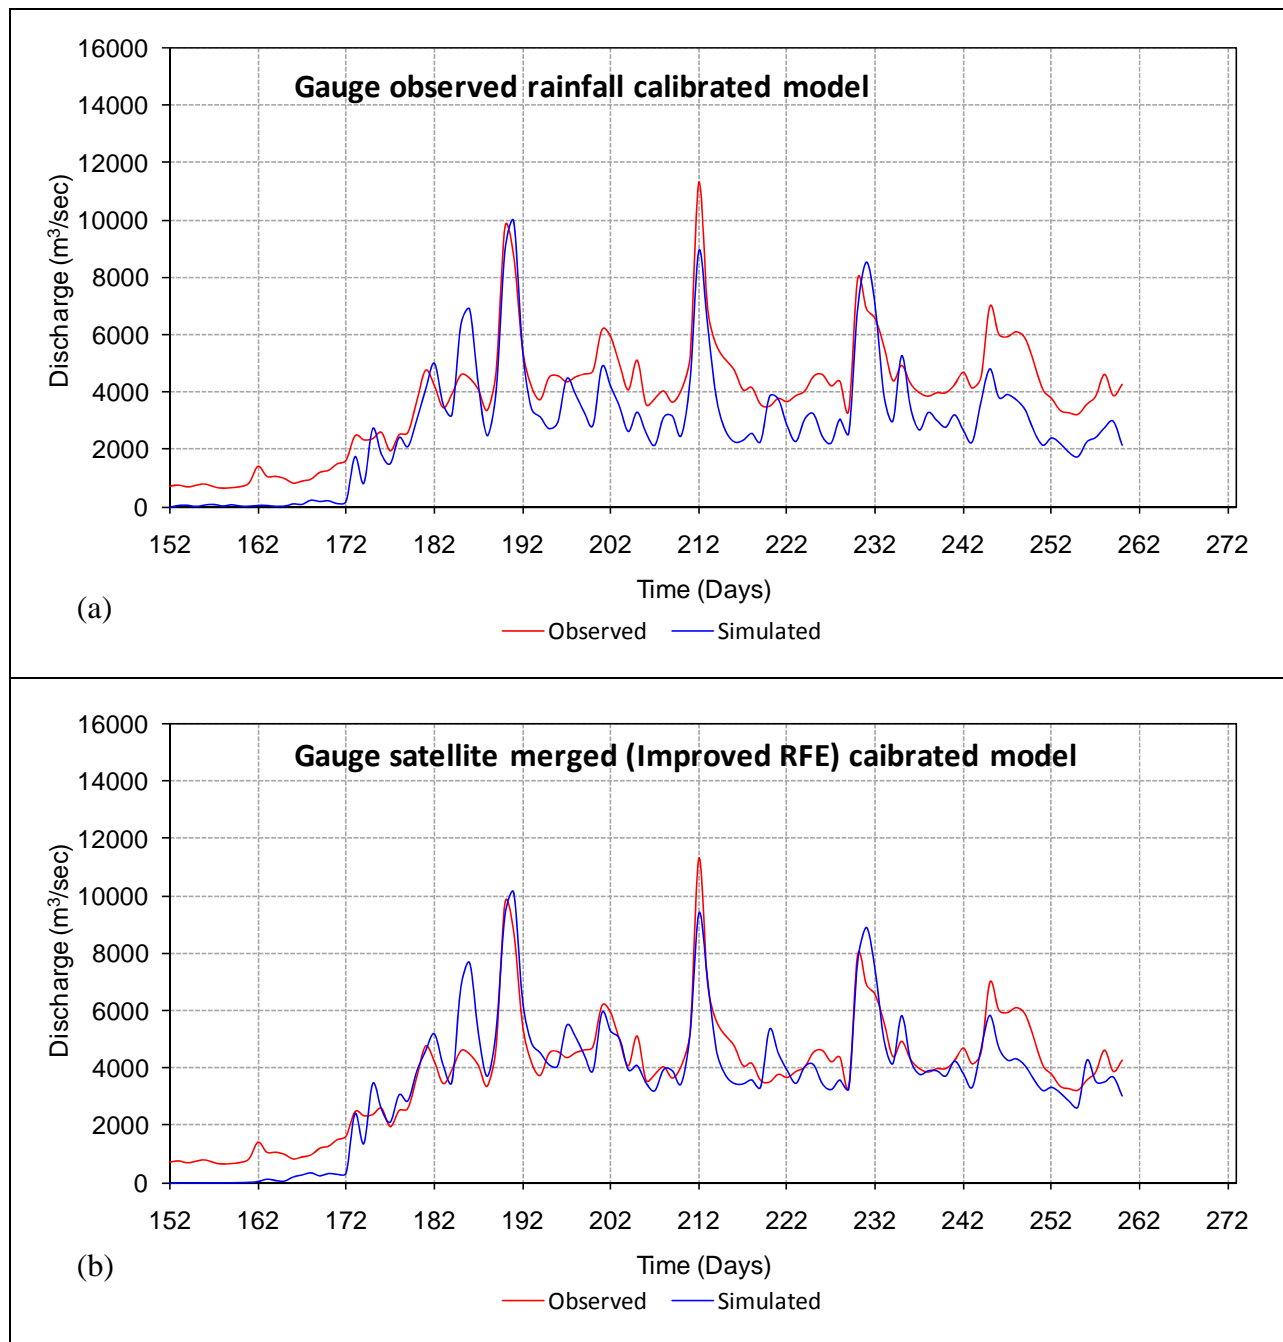 Gauge observed rainfall calibrated model
16000
14000
12000
10000
8000
6000
4000
2000
0
Discharge (m³/sec)
152 162 172 182 192 202 212 222 232 242 252 262 272
Time (Days)
(a)
Observed Simulated
Gauge satellite merged (Improved RFE) caibrated model
16000
14000
12000
10000
8000
6000
4000
2000
0
Discharge (m³/sec)
152 162 172 182 192 202 212 222 232 242 252 262 272
Time (Days)
(b)
Observed Simulated